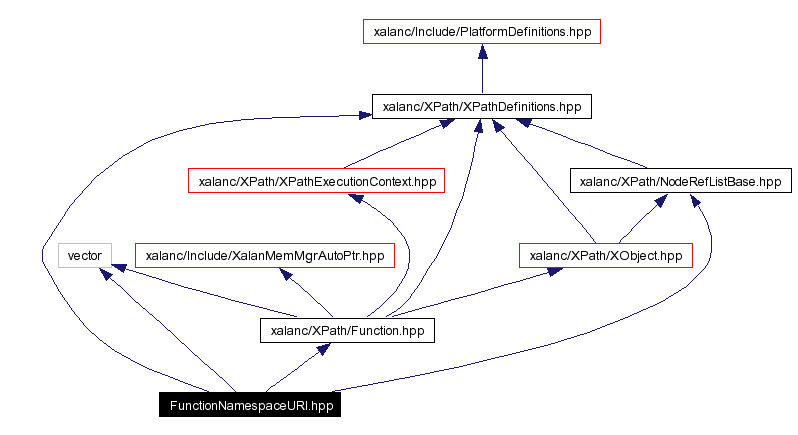 xalanc/Include/PlatformDefinitions.hpp
xalanc/XPath/XPathDefinitions.hpp
xalanc/XPath/XPathExecutionContext.hpp
xalanc/XPath/NodeRefListBase.hpp
vector
xalanc/Include/XalanMemMgrAutoPtr.hpp
xalanc/XPath/XObject.hpp
xalanc/XPath/Function.hpp
FunctionNamespaceURI.hpp